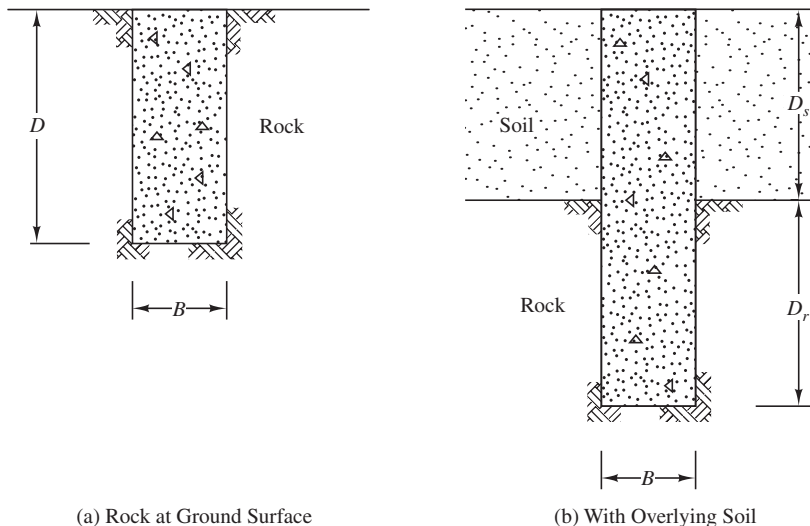 D
Rock
B
(a) Rock at Ground Surface
Soil
D_s
Rock
D_r
B
(b) With Overlying Soil